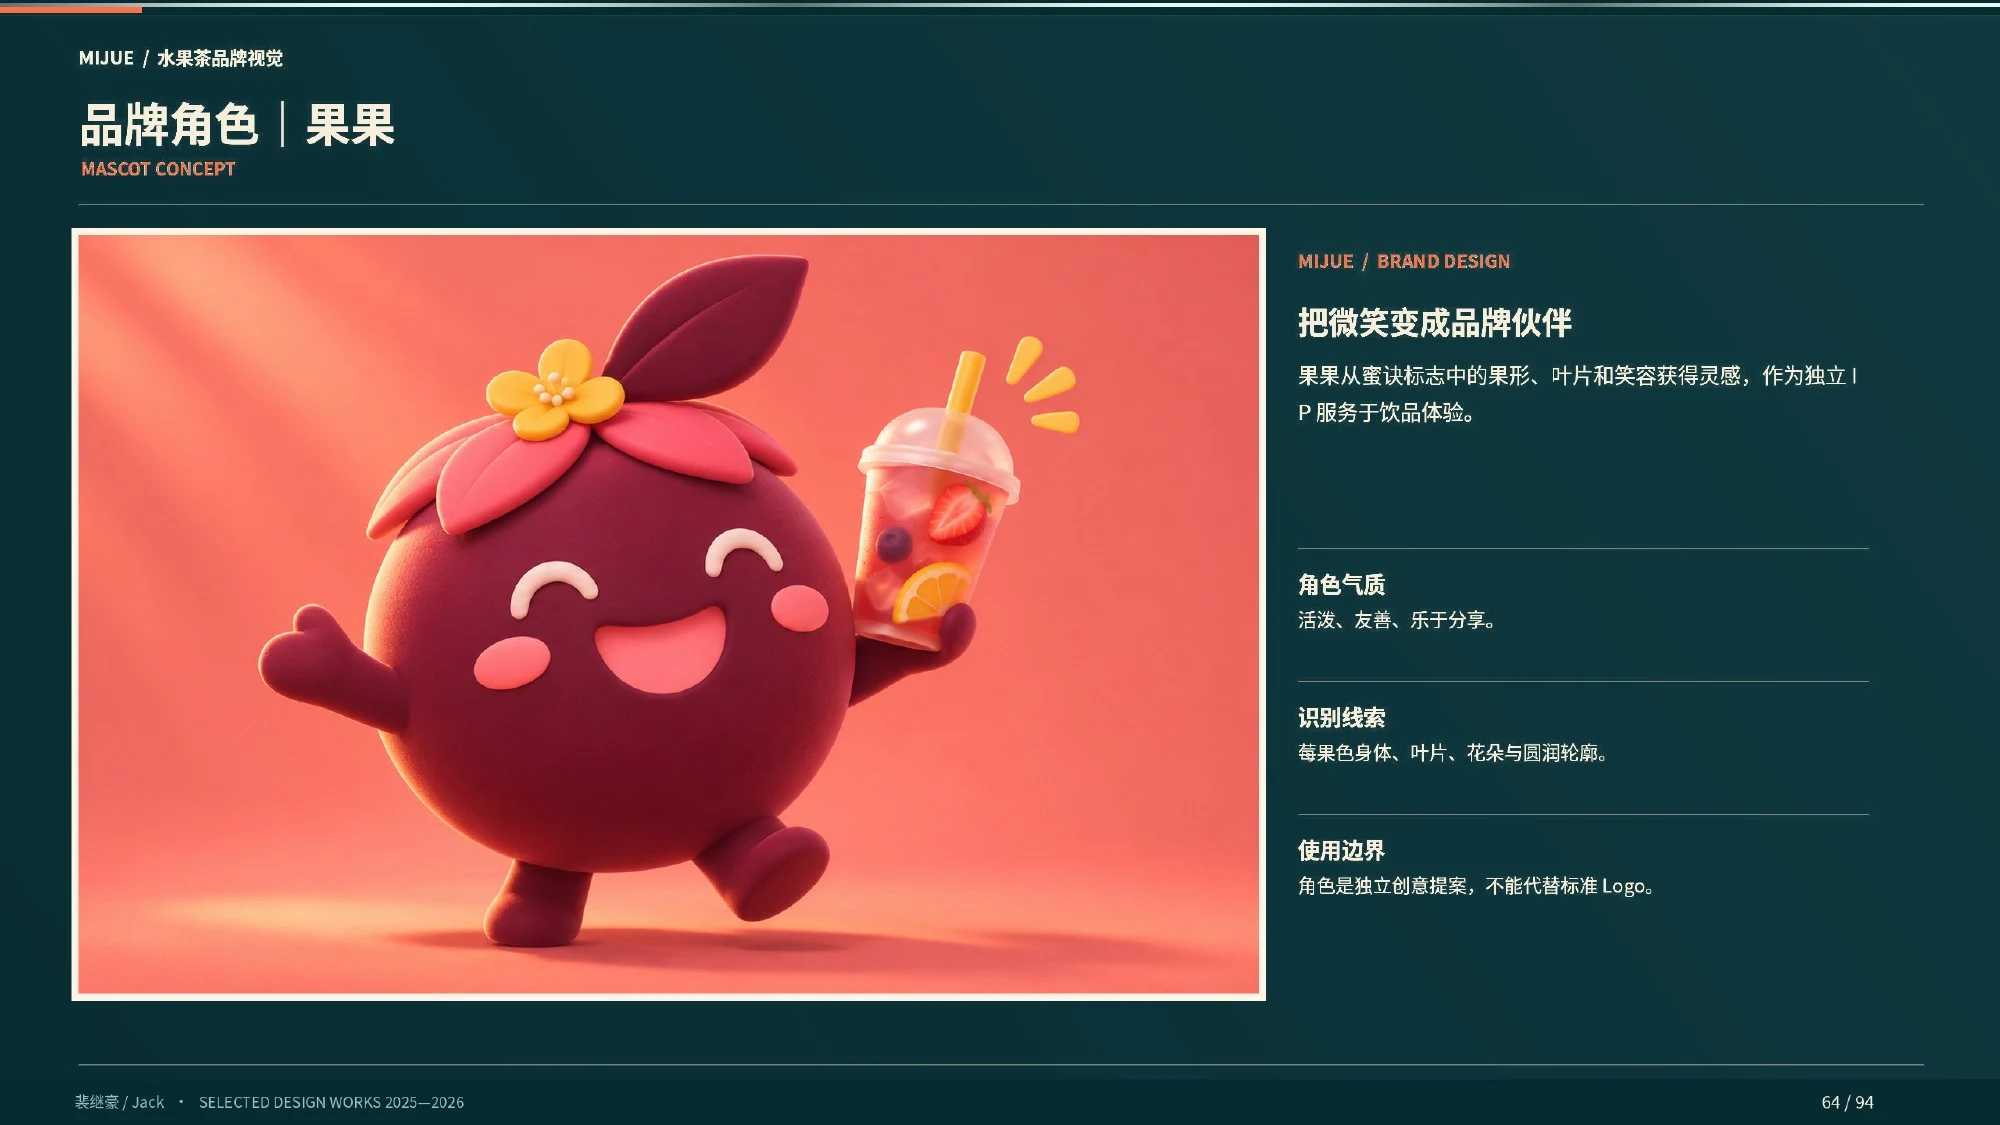 MIJUE / 水果茶品牌视觉
品牌角色｜果果
MASCOT CONCEPT
MIJUE / BRAND DESIGN
把微笑变成品牌伙伴
果果从蜜诀标志中的果形、叶片和笑容获得灵感，作为独立 I
P 服务于饮品体验。
角色气质
活泼、友善、乐于分享。
识别线索
莓果色身体、叶片、花朵与圆润轮廓。
使用边界
角色是独立创意提案，不能代替标准 Logo。
裴继豪 / Jack · SELECTED DESIGN WORKS 2025—2026
64 / 94